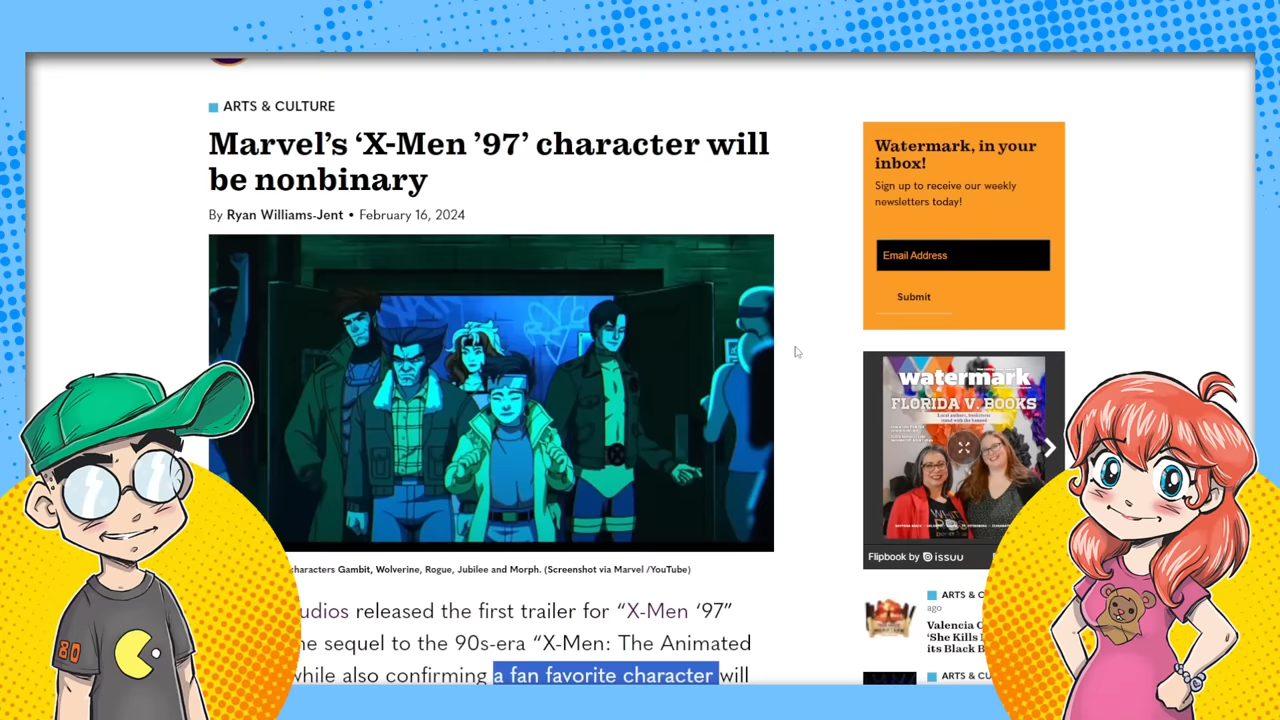 ARTS & CULTURE
Marvel's 'X-Men '97' character will
be nonbinary
By Ryan Williams-Jent • February 16, 2024
characters Gambit, Wolverine, Rogue, Jubilee and Morph. (Screenshot via Marvel /YouTube)
udios released the first trailer for “X-Men ‘97”
he sequel to the 90s-era “X-Men: The Animated
while also confirming a fan favorite character will
Watermark, in your
inbox!
Sign up to receive our weekly
newsletters today!
Email Address
Submit
watermark
FLORIDA V. BOOKS
Flipbook by issuu
ARTS & C
ago
Valencia C
‘She Kills
its Black B
ARTS & CU
80